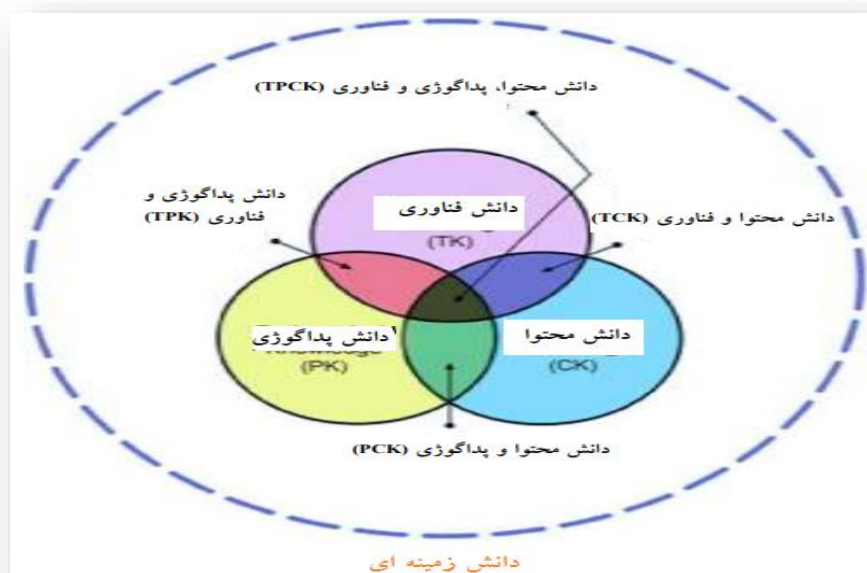 دانش محتوا، پداگوژی و فناوری (TPCK)
دانش پداگوژی و
فناوری (TPK)
دانش فناوری
(TK)
دانش محتوا و فناوری (TCK)
دانش پداگوژی
(PK)
دانش محتوا
(CK)
دانش محتوا و پداگوژی (PCK)
دانش زمینه ای